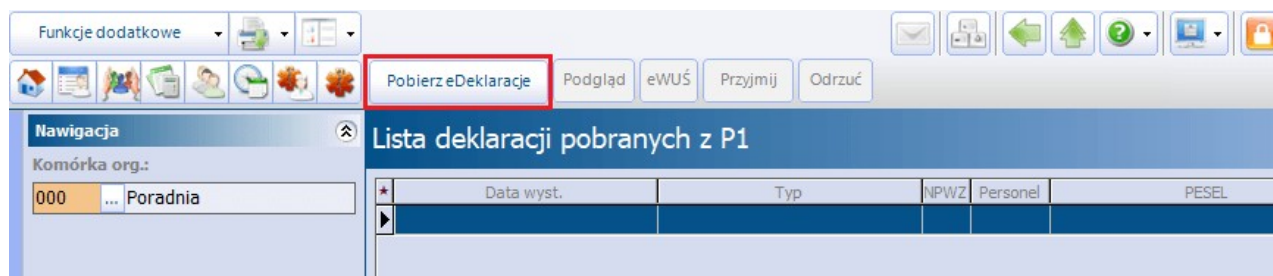 Funkcje dodatkowe
Pobierz eDeklaracje Podgląd eWUŚ Przyjmij Odrzuć
Nawigacja
Lista deklaracji pobranych z P1
Komórka org.:
000 ... Poradnia
* Data wyst. Typ NPWZ Personel PESEL